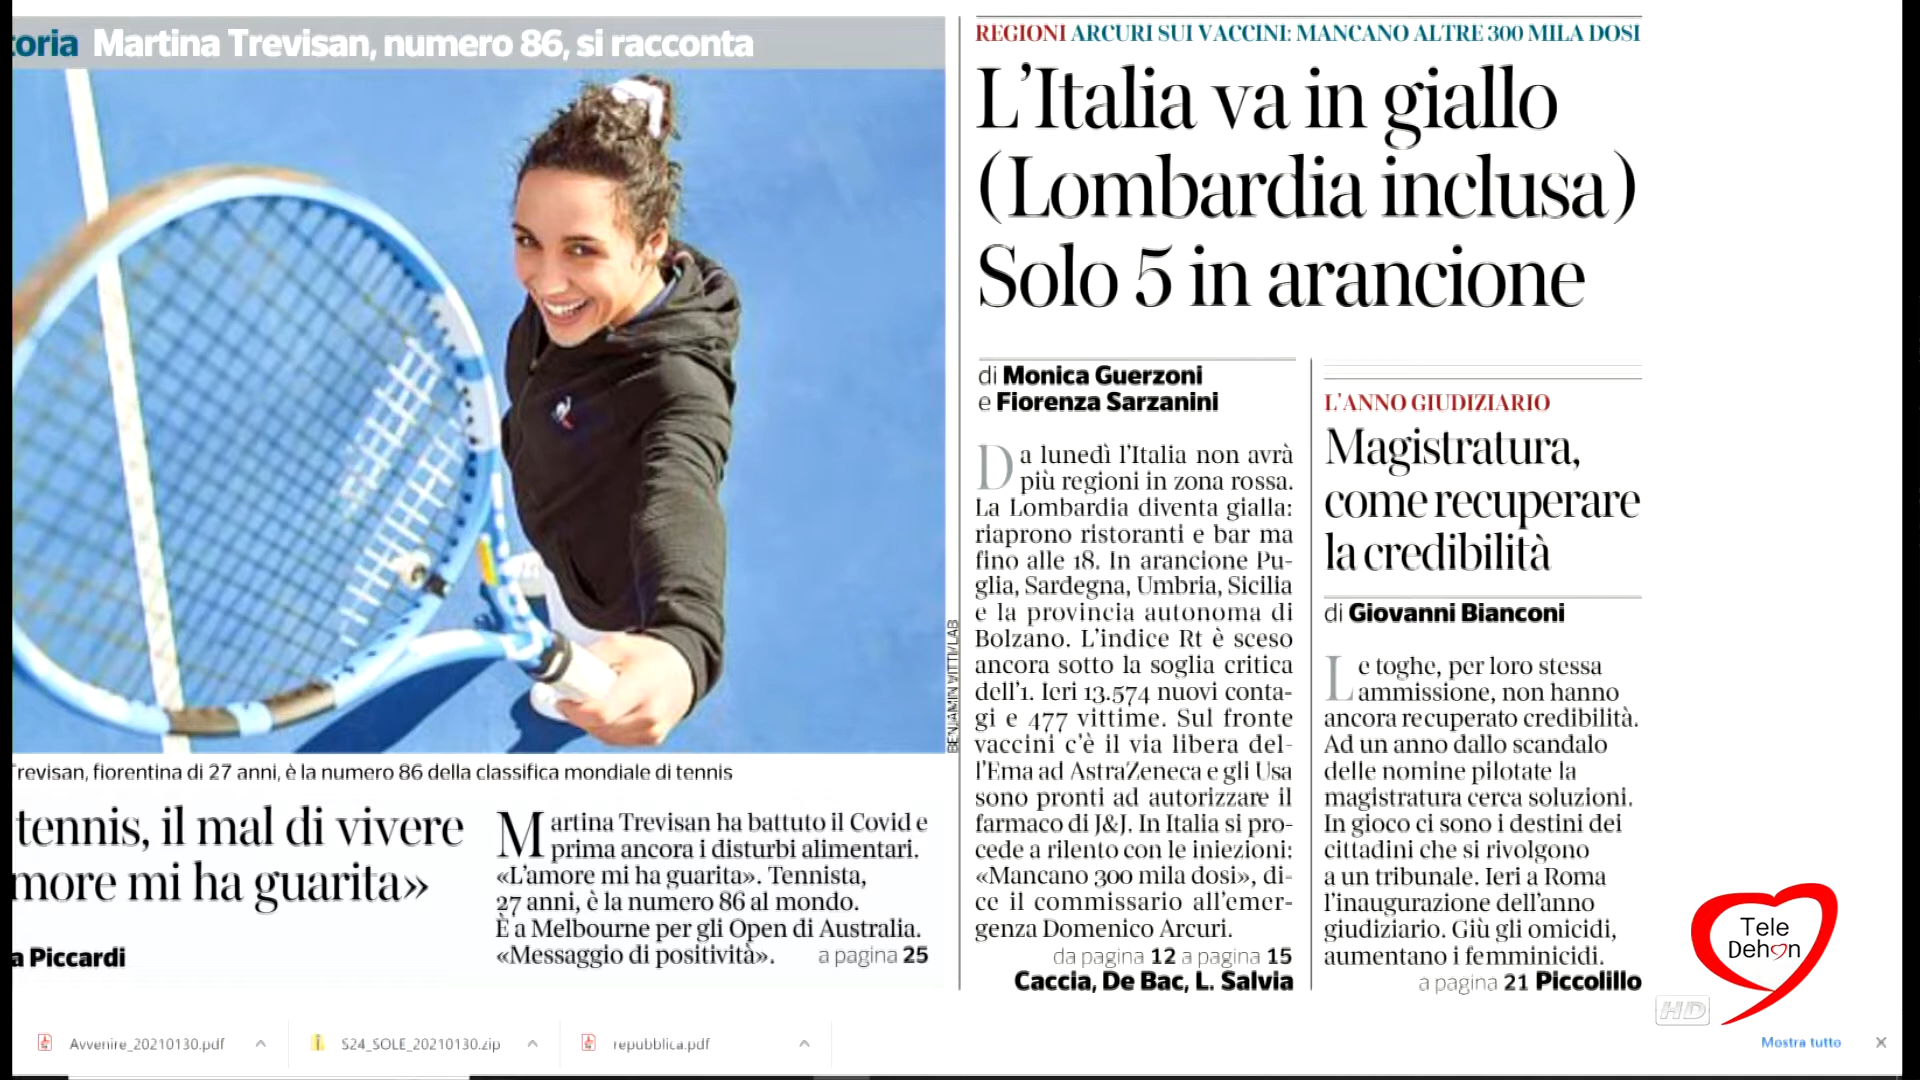 toria Martina Trevisan, numero 86, si racconta
BENJAMIN VITTI/LAB
Trevisan, fiorentina di 27 anni, è la numero 86 della classifica mondiale di tennis
tennis, il mal di vivere
more mi ha guarita»
a Piccardi
Martina Trevisan ha battuto il Covid e
prima ancora i disturbi alimentari.
«L'amore mi ha guarita». Tennista,
27 anni, è la numero 86 al mondo.
È a Melbourne per gli Open di Australia.
«Messaggio di positività». a pagina 25
REGIONI ARCURI SUI VACCINI: MANCANO ALTRE 300 MILA DOSI
L'Italia va in giallo
(Lombardia inclusa)
Solo 5 in arancione
di Monica Guerzoni
e Fiorenza Sarzanini
Da lunedì l'Italia non avrà
più regioni in zona rossa.
La Lombardia diventa gialla:
riaprono ristoranti e bar ma
fino alle 18. In arancione Pu-
glia, Sardegna, Umbria, Sicilia
e la provincia autonoma di
Bolzano. L'indice Rt è sceso
ancora sotto la soglia critica
dell'1. Ieri 13.574 nuovi conta-
gi e 477 vittime. Sul fronte
vaccini c'è il via libera del-
l'Ema ad AstraZeneca e gli Usa
sono pronti ad autorizzare il
farmaco di J&J. In Italia si pro-
cede a rilento con le iniezioni:
«Mancano 300 mila dosi», di-
ce il commissario all'emer-
genza Domenico Arcuri.
da pagina 12 a pagina 15
Caccia, De Bac, L. Salvia
L'ANNO GIUDIZIARIO
Magistratura,
come recuperare
la credibilità
di Giovanni Bianconi
Le toghe, per loro stessa
ammissione, non hanno
ancora recuperato credibilità.
Ad un anno dallo scandalo
delle nomine pilotate la
magistratura cerca soluzioni.
In gioco ci sono i destini dei
cittadini che si rivolgono
a un tribunale. Ieri a Roma
l'inaugurazione dell'anno
giudiziario. Giù gli omicidi,
aumentano i femminicidi.
a pagina 21 Piccolillo
Tele
Dehon
HD
Avvenire_20210130.pdf
S24_SOLE_20210130.zip
repubblica.pdf
Mostra tutto